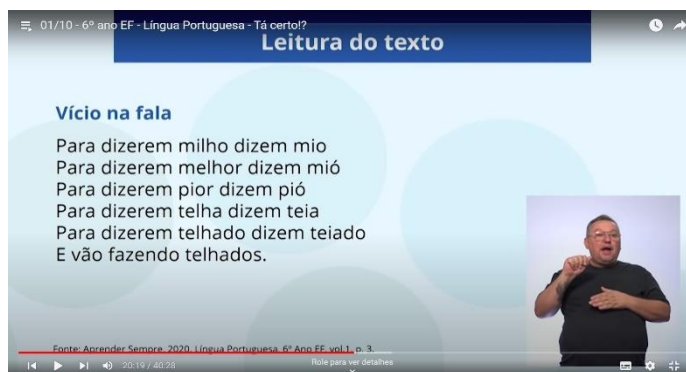 01/10 - 6º ano EF - Língua Portuguesa - Tá certo!?
Leitura do texto
Vício na fala
Para dizerem milho dizem mio
Para dizerem melhor dizem mió
Para dizerem pior dizem pió
Para dizerem telha dizem teia
Para dizerem telhado dizem teiado
E vão fazendo telhados.
Fonte: Aprender Sempre, 2020. Língua Portuguesa. 6º Ano EF, vol.1, p. 3.
20:19 / 40:28
Role para ver detalhes